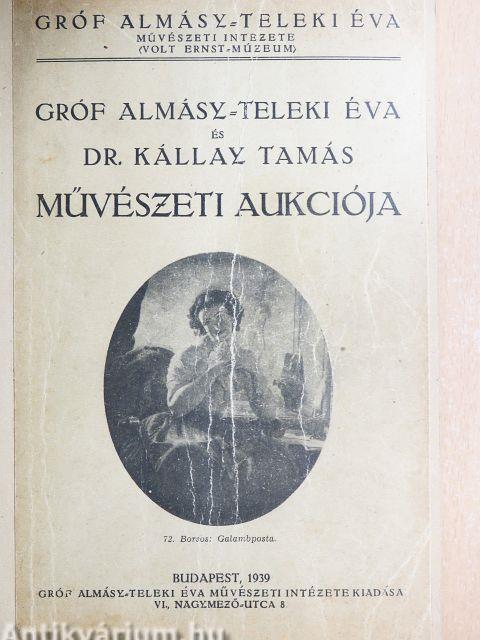 GRÓF ALMÁSY-TELEKI ÉVA
MŰVÉSZETI INTÉZETE
(VOLT ERNST-MÚZEUM)
GRÓF ALMÁSY-TELEKI ÉVA
ÉS
DR. KÁLLAY TAMÁS
MŰVÉSZETI AUKCIÓJA
72. Borsos: Galambposta.
BUDAPEST, 1939
GRÓF ALMÁSY-TELEKI ÉVA MŰVÉSZETI INTÉZETE KIADÁSA
VI., NAGYMEZŐ-UTCA 8
Antikvárium.hu